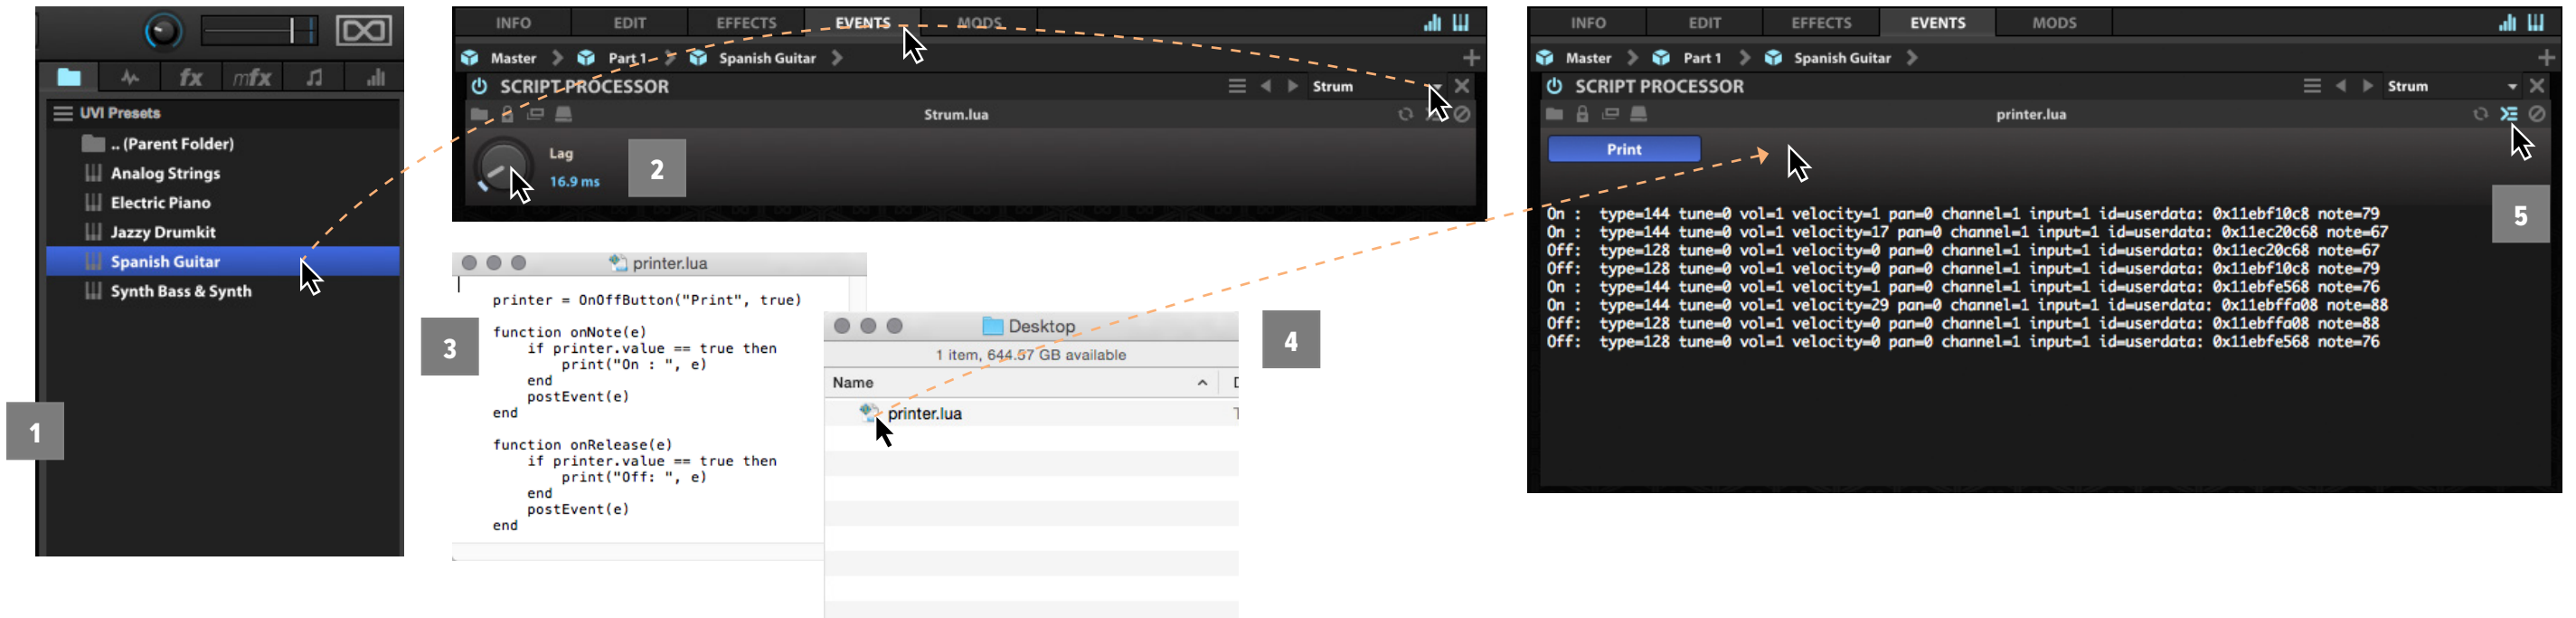 fx
mfx
UVI Presets
.. (Parent Folder)
Analog Strings
Electric Piano
Jazzy Drumkit
Spanish Guitar
Synth Bass & Synth
1
INFO EDIT EFFECTS EVENTS MODS
Master Part 1 Spanish Guitar
SCRIPT PROCESSOR Strum
Strum.lua
Lag
16.9 ms
2
printer.lua
printer = OnOffButton("Print", true)
function onNote(e)
if printer.value == true then
print("On : ", e)
end
postEvent(e)
end
function onRelease(e)
if printer.value == true then
print("Off: ", e)
end
postEvent(e)
end
3
Desktop
1 item, 644.57 GB available
Name
printer.lua
4
INFO EDIT EFFECTS EVENTS MODS
Master Part 1 Spanish Guitar
SCRIPT PROCESSOR Strum
printer.lua
Print
On : type=144 tune=0 vol=1 velocity=1 pan=0 channel=1 input=1 id=userdata: 0x11ebf10c8 note=79
On : type=144 tune=0 vol=1 velocity=17 pan=0 channel=1 input=1 id=userdata: 0x11ec20c68 note=67
Off: type=128 tune=0 vol=1 velocity=0 pan=0 channel=1 input=1 id=userdata: 0x11ec20c68 note=67
Off: type=128 tune=0 vol=1 velocity=0 pan=0 channel=1 input=1 id=userdata: 0x11ebf10c8 note=79
On : type=144 tune=0 vol=1 velocity=1 pan=0 channel=1 input=1 id=userdata: 0x11ebfe568 note=76
On : type=144 tune=0 vol=1 velocity=29 pan=0 channel=1 input=1 id=userdata: 0x11ebffa08 note=88
Off: type=128 tune=0 vol=1 velocity=0 pan=0 channel=1 input=1 id=userdata: 0x11ebffa08 note=88
Off: type=128 tune=0 vol=1 velocity=0 pan=0 channel=1 input=1 id=userdata: 0x11ebfe568 note=76
5